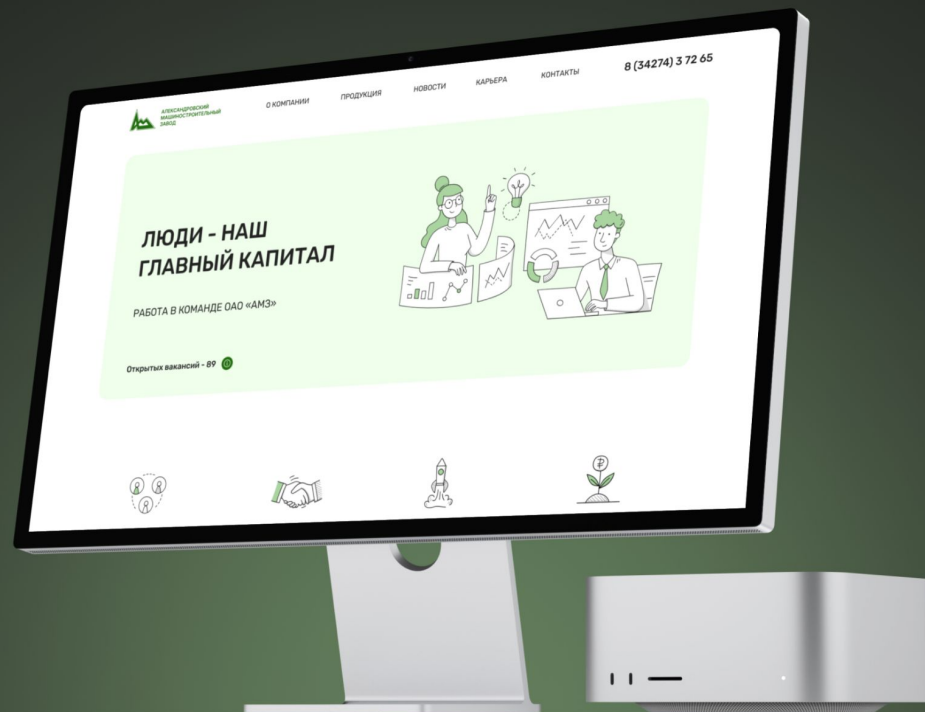 АЛЕКСАНДРОВСКИЙ
МАШИНОСТРОИТЕЛЬНЫЙ
ЗАВОД
О КОМПАНИИ
ПРОДУКЦИЯ
НОВОСТИ
КАРЬЕРА
КОНТАКТЫ
8 (34274) 3 72 65
ЛЮДИ - НАШ
ГЛАВНЫЙ КАПИТАЛ
РАБОТА В КОМАНДЕ ОАО «АМЗ»
Открытых вакансий - 89